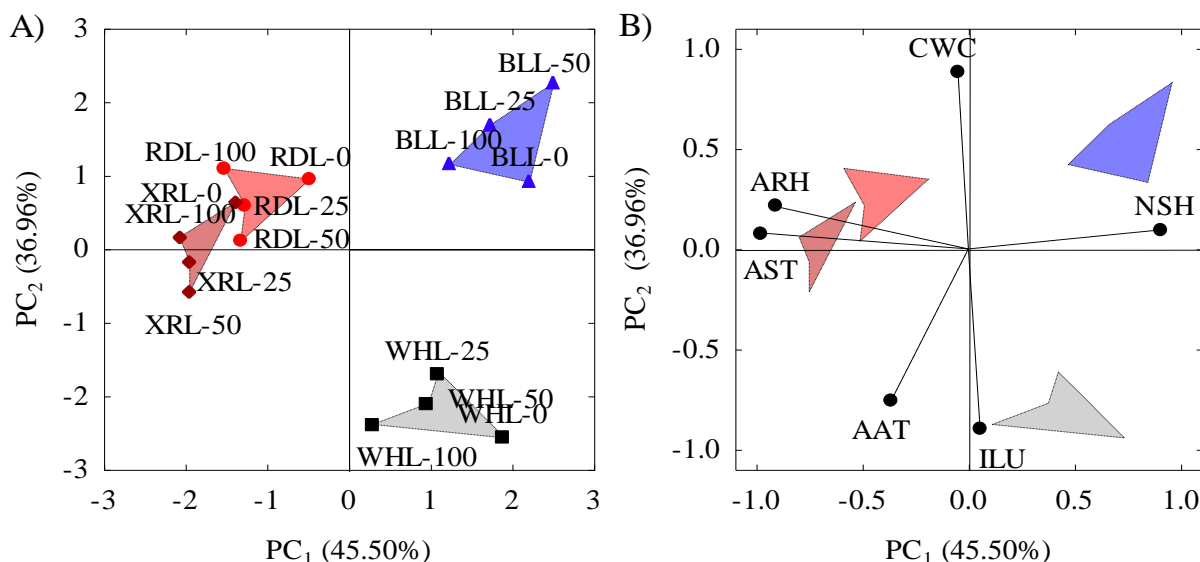 A)
3
2
1
0
-1
-2
-3
-3
-2
-1
0
1
2
3
PC2 (36.96%)
PC1 (45.50%)
BLL-50
BLL-25
BLL-100
BLL-0
RDL-100
RDL-0
XRL-0
XRL-100
RDL-25
RDL-50
XRL-25
XRL-50
WHL-25
WHL-50
WHL-0
WHL-100
B)
1.0
0.5
0.0
-0.5
-1.0
-1.0
-0.5
0.0
0.5
1.0
PC2 (36.96%)
PC1 (45.50%)
CWC
ARH
NSH
AST
AAT
ILU